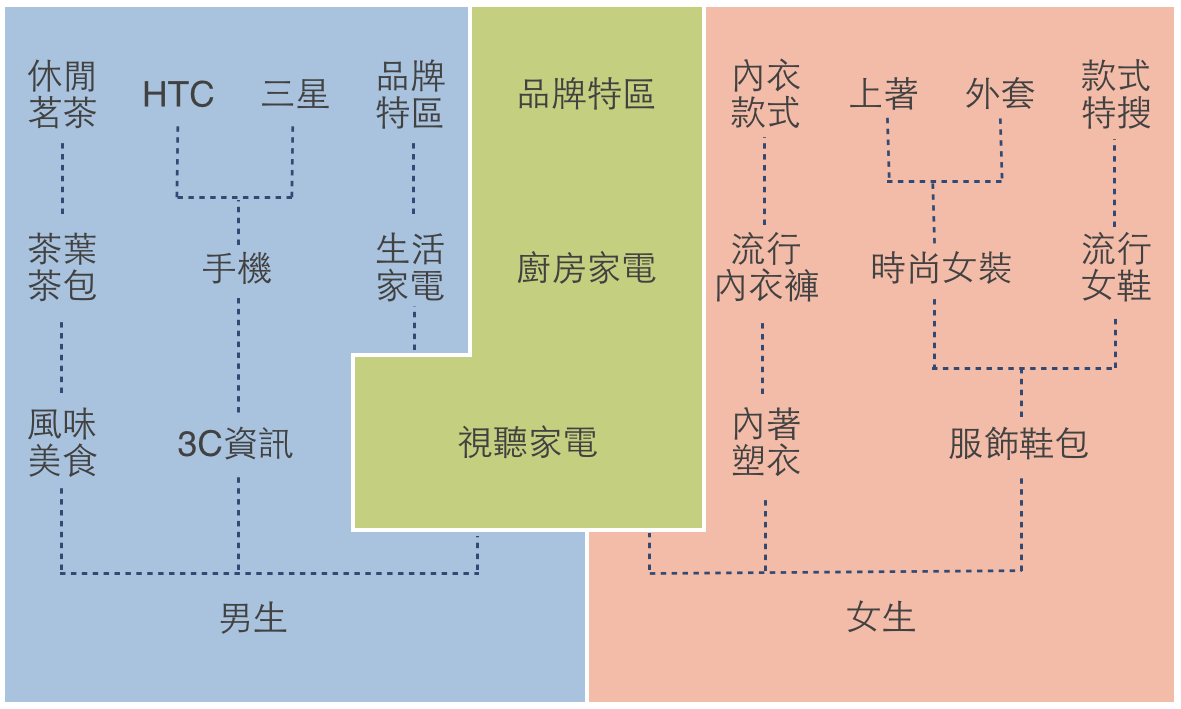 休閒
茗茶
HTC
三星
品牌
特區
品牌特區
內衣
款式
上著
外套
款式
特搜
茶葉
茶包
手機
生活
家電
廚房家電
流行
內衣褲
時尚女裝
流行
女鞋
風味
美食
3C資訊
視聽家電
內著
塑衣
服飾鞋包
男生
女生